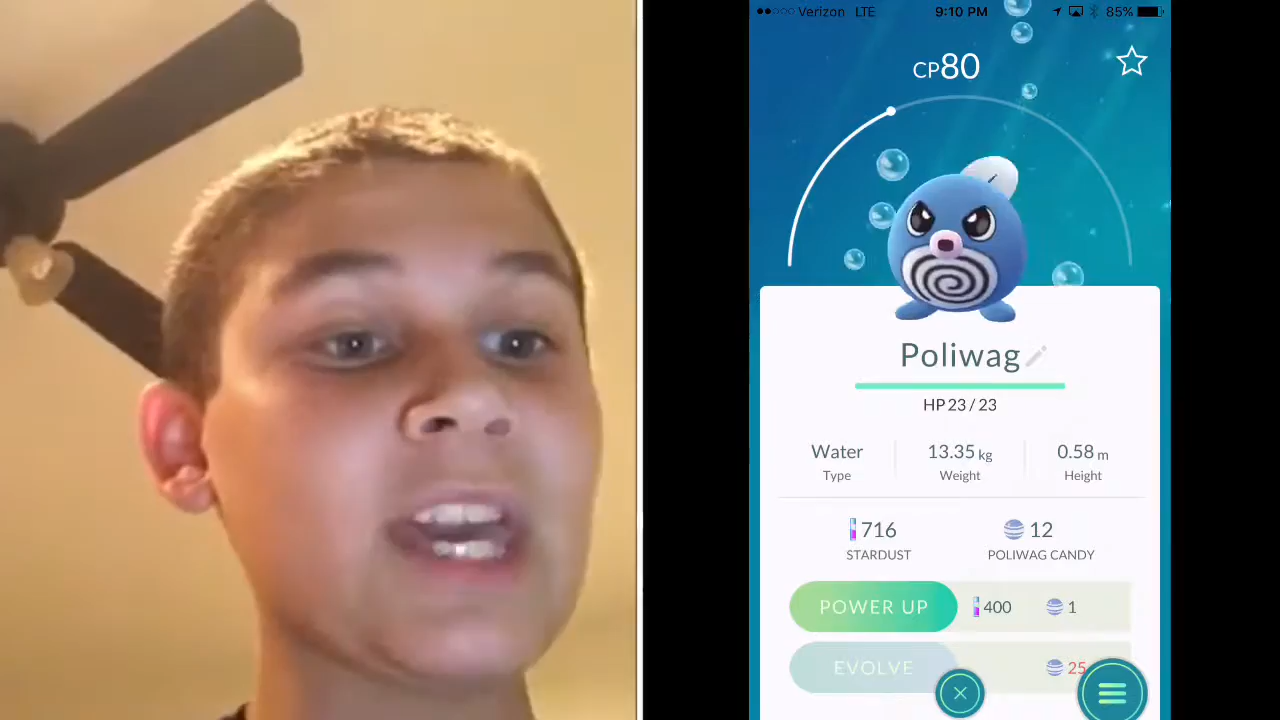 Verizon LTE 9:10 PM 85%
CP80
Poliwag
HP 23 / 23
Water 13.35 kg 0.58 m
Type Weight Height
716 12
STARDUST POLIWAG CANDY
POWER UP 400 1
EVOLVE 25